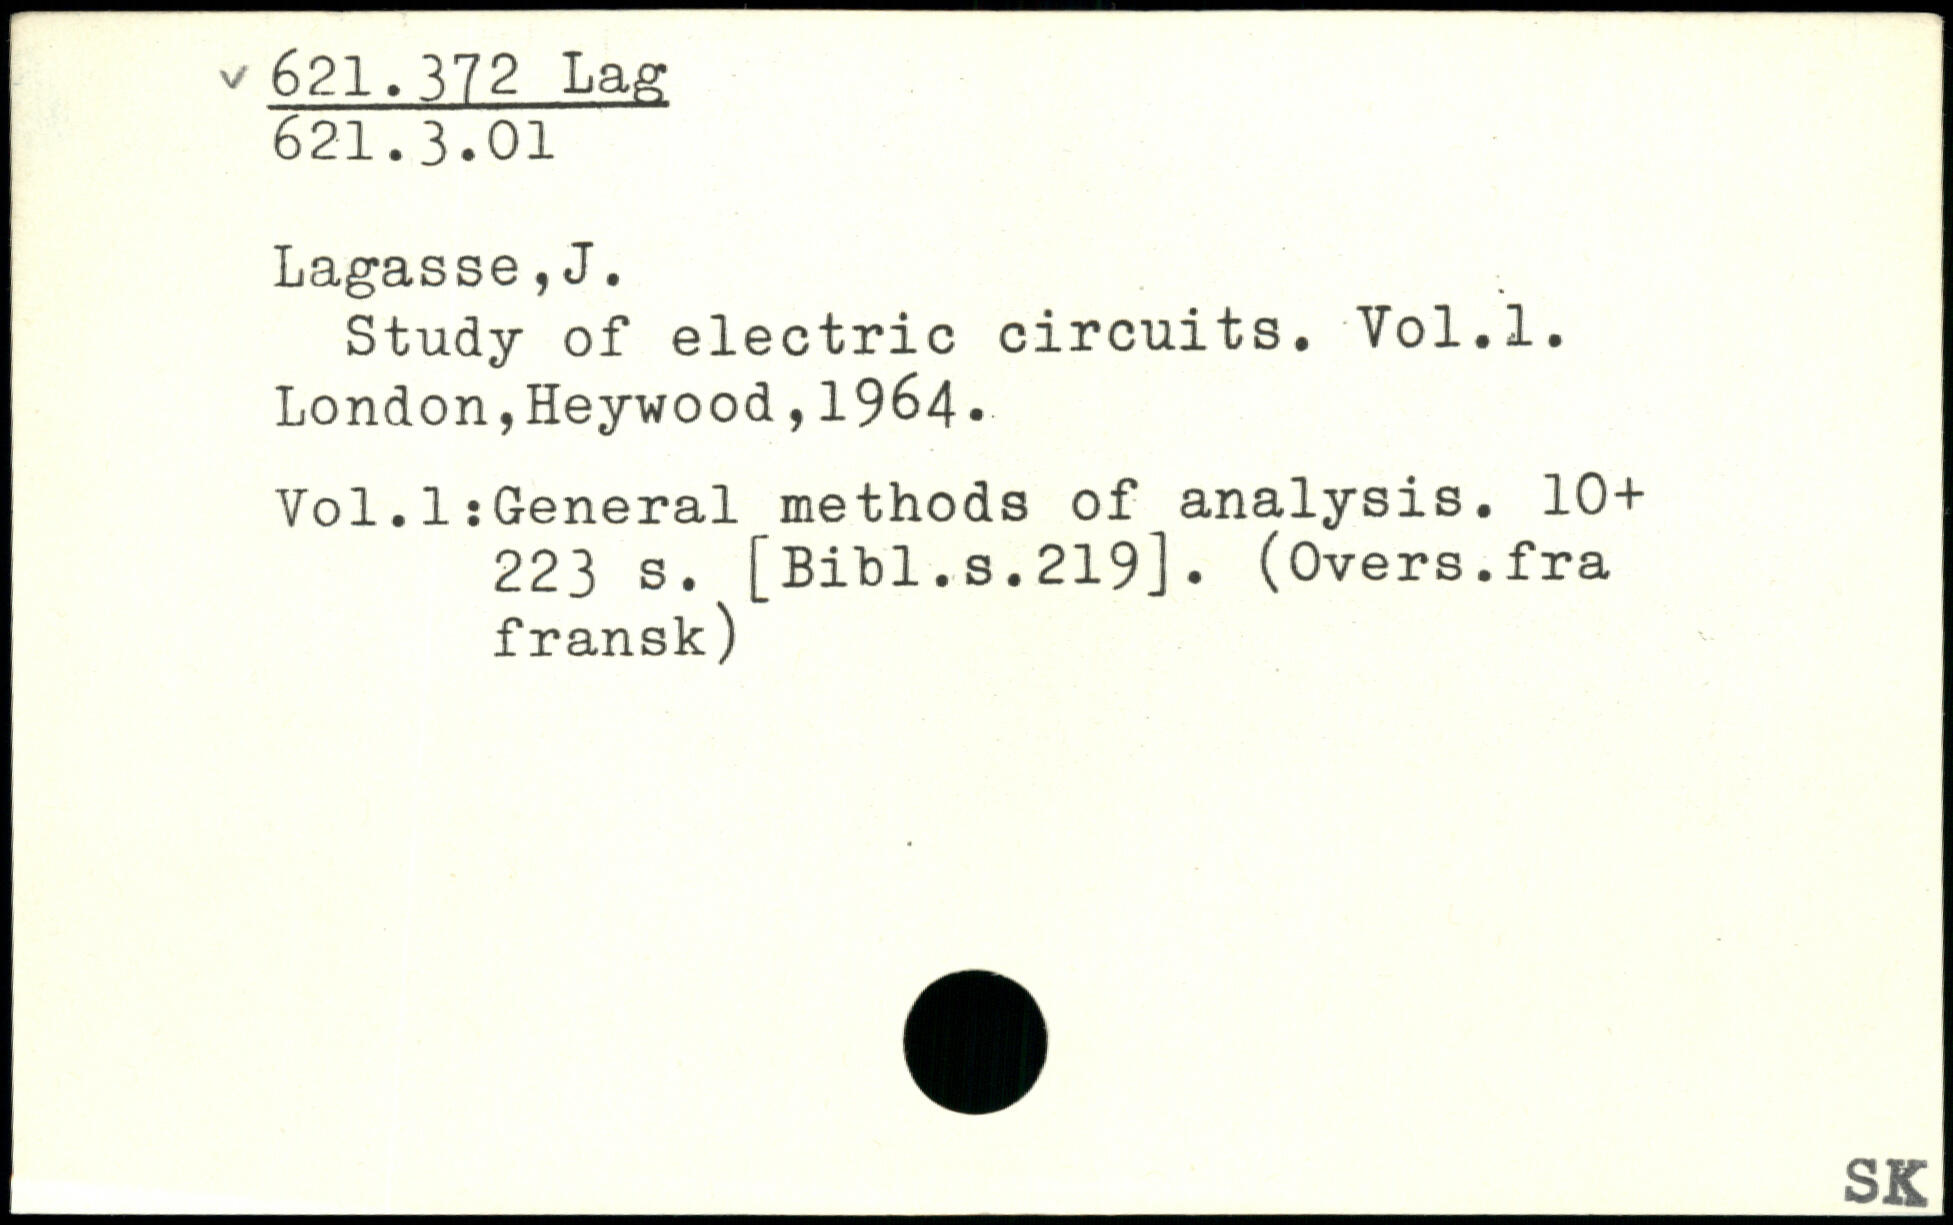 v 621.372 Lag
621.3.01
Lagasse,J.
Study of electric circuits. Vol.1.
London,Heywood,1964.
Vol.1:General methods of analysis. 10+
223 s. [Bibl.s.219]. (Overs.fra
fransk)
SK